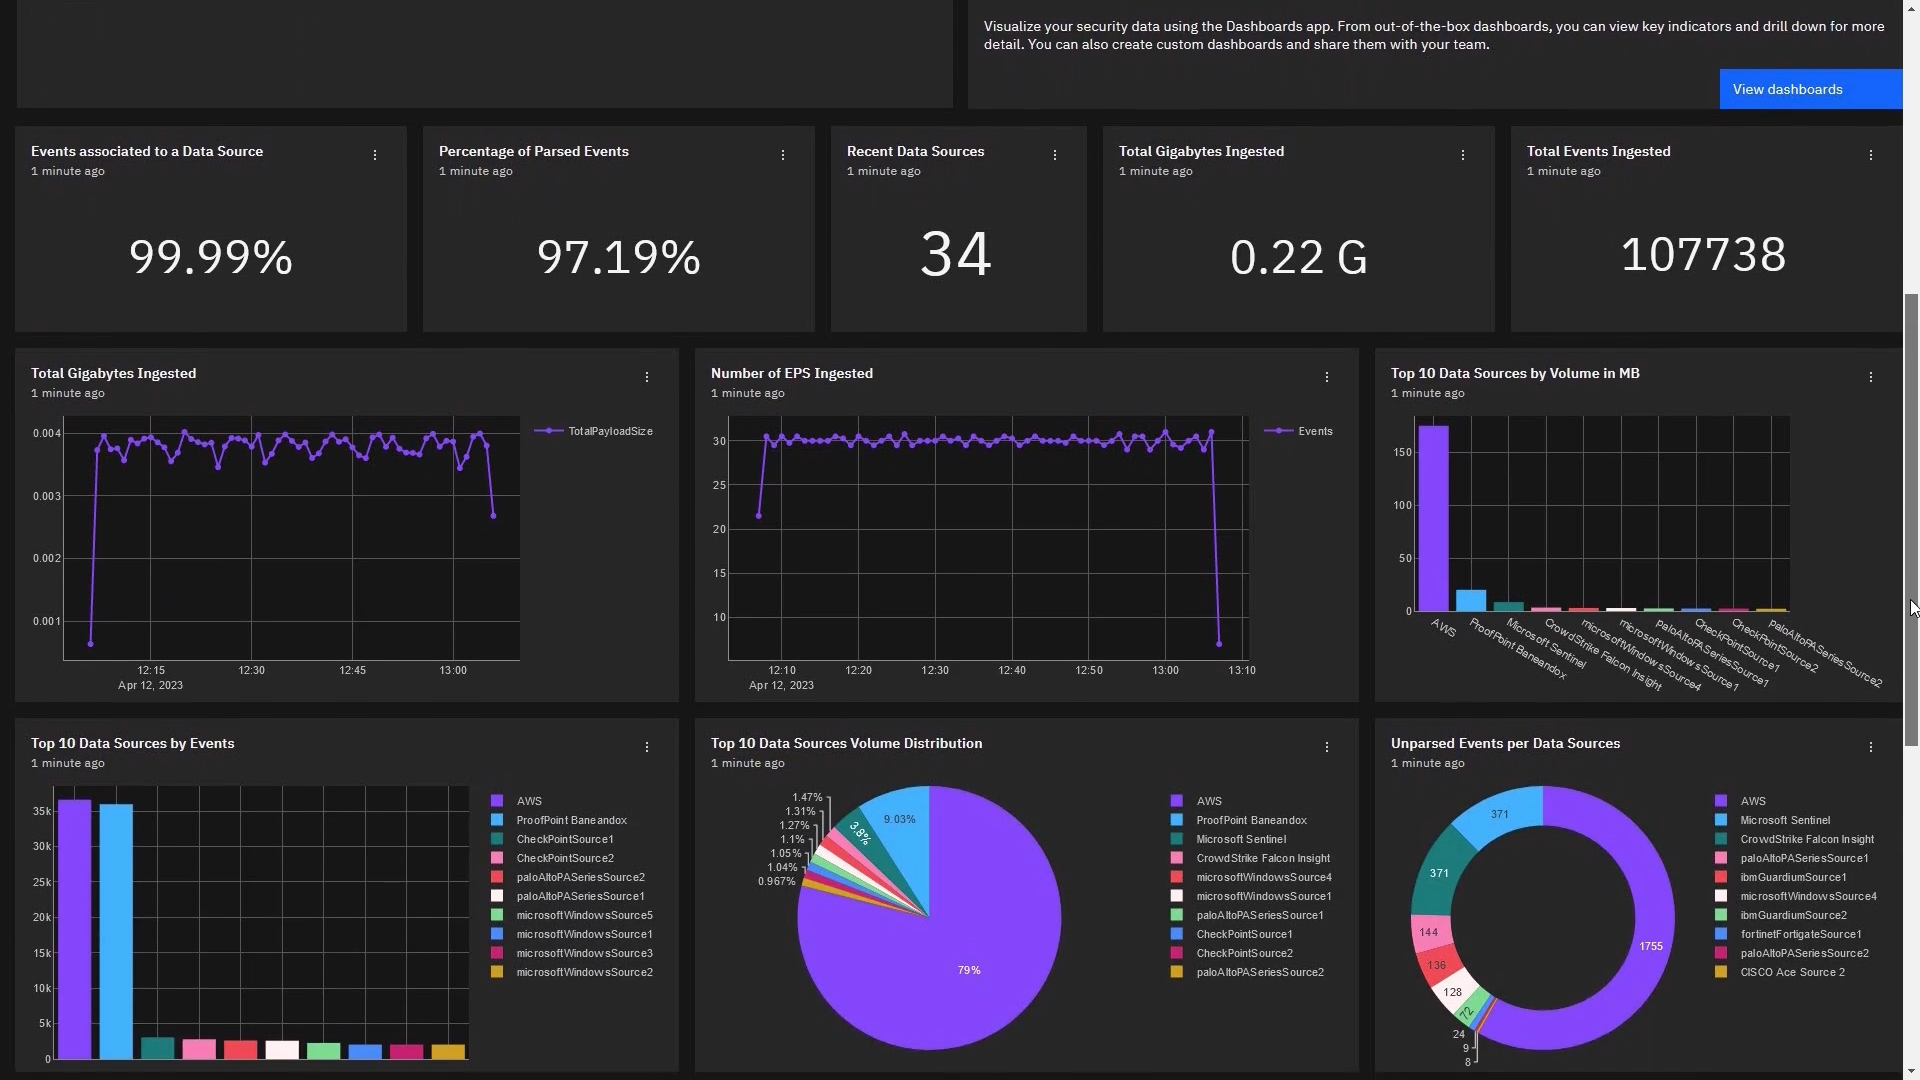 Visualize your security data using the Dashboards app. From out-of-the-box dashboards, you can view key indicators and drill down for more
detail. You can also create custom dashboards and share them with your team.
View dashboards
Events associated to a Data Source
1 minute ago
99.99%
Percentage of Parsed Events
1 minute ago
97.19%
Recent Data Sources
1 minute ago
34
Total Gigabytes Ingested
1 minute ago
0.22 G
Total Events Ingested
1 minute ago
107738
Total Gigabytes Ingested
1 minute ago
0.004
0.003
0.002
0.001
12:15
12:30
12:45
13:00
Apr 12, 2023
TotalPayloadSize
Number of EPS Ingested
1 minute ago
30
25
20
15
10
12:10
12:20
12:30
12:40
12:50
13:00
13:10
Apr 12, 2023
Events
Top 10 Data Sources by Volume in MB
1 minute ago
150
100
50
0
AWS
ProofPoint Baneandox
Microsoft Sentinel
CrowdStrike Falcon Insight
microsoftWindowsSource4
microsoftWindowsSource1
paloAltoPASeriesSource1
CheckPointSource1
CheckPointSource2
paloAltoPASeriesSource2
Top 10 Data Sources by Events
1 minute ago
35k
30k
25k
20k
15k
10k
5k
0
AWS
ProofPoint Baneandox
CheckPointSource1
CheckPointSource2
paloAltoPASeriesSource2
paloAltoPASeriesSource1
microsoftWindowsSource5
microsoftWindowsSource1
microsoftWindowsSource3
microsoftWindowsSource2
Top 10 Data Sources Volume Distribution
1 minute ago
1.47%
1.31%
1.27%
1.1%
1.05%
1.04%
0.967%
3.8%
9.03%
79%
AWS
ProofPoint Baneandox
Microsoft Sentinel
CrowdStrike Falcon Insight
microsoftWindowsSource4
microsoftWindowsSource1
paloAltoPASeriesSource1
CheckPointSource1
CheckPointSource2
paloAltoPASeriesSource2
Unparsed Events per Data Sources
1 minute ago
371
371
144
136
128
72
24
9
8
1755
AWS
Microsoft Sentinel
CrowdStrike Falcon Insight
paloAltoPASeriesSource1
ibmGuardiumSource1
microsoftWindowsSource4
ibmGuardiumSource2
fortinetFortigateSource1
paloAltoPASeriesSource2
CISCO Ace Source 2